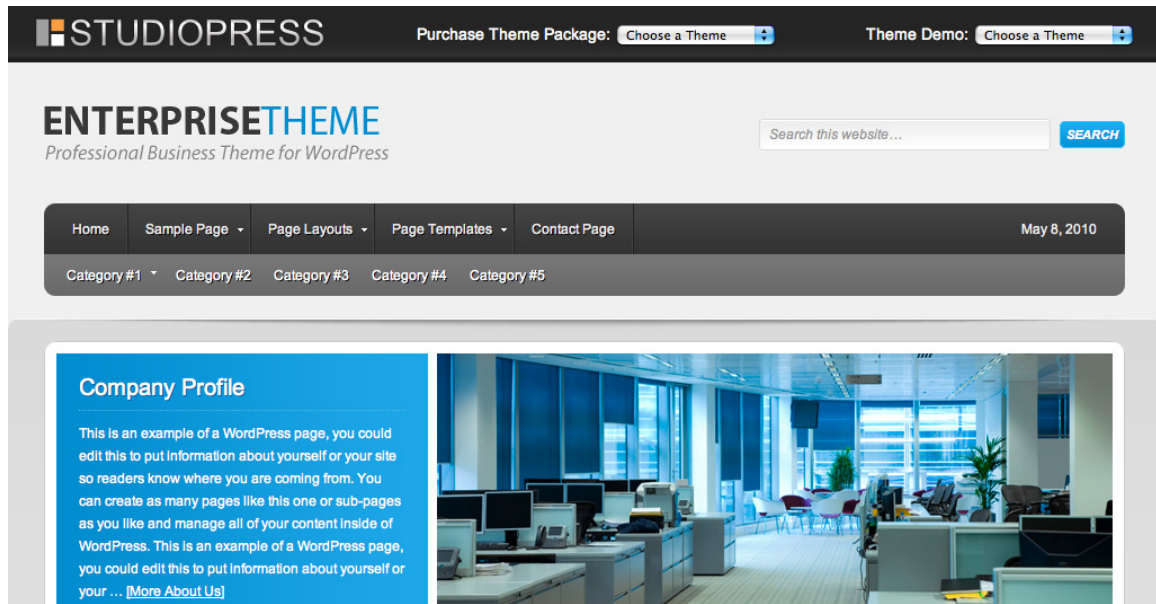 STUDIOPRESS
Purchase Theme Package: Choose a Theme
Theme Demo: Choose a Theme
ENTERPRISETHEME
Professional Business Theme for WordPress
Search this website...
SEARCH
Home Sample Page Page Layouts Page Templates Contact Page May 8, 2010
Category #1 Category #2 Category #3 Category #4 Category #5
Company Profile
This is an example of a WordPress page, you could
edit this to put information about yourself or your site
so readers know where you are coming from. You
can create as many pages like this one or sub-pages
as you like and manage all of your content inside of
WordPress. This is an example of a WordPress page,
you could edit this to put information about yourself or
your ... [More About Us]